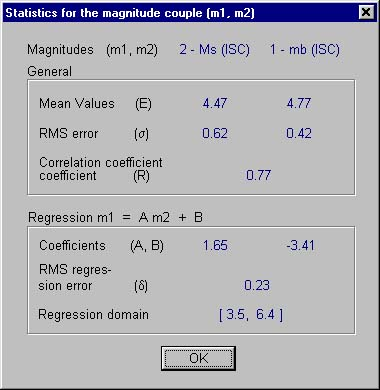 Statistics for the magnitude couple (m1, m2)
Magnitudes (m1, m2) 2 - Ms (ISC) 1 - mb (ISC)
General
Mean Values (E) 4.47 4.77
RMS error (σ) 0.62 0.42
Correlation coefficient
coefficient (R) 0.77
Regression m1 = A m2 + B
Coefficients (A, B) 1.65 -3.41
RMS regres-
sion error (δ) 0.23
Regression domain [ 3.5, 6.4 ]
OK